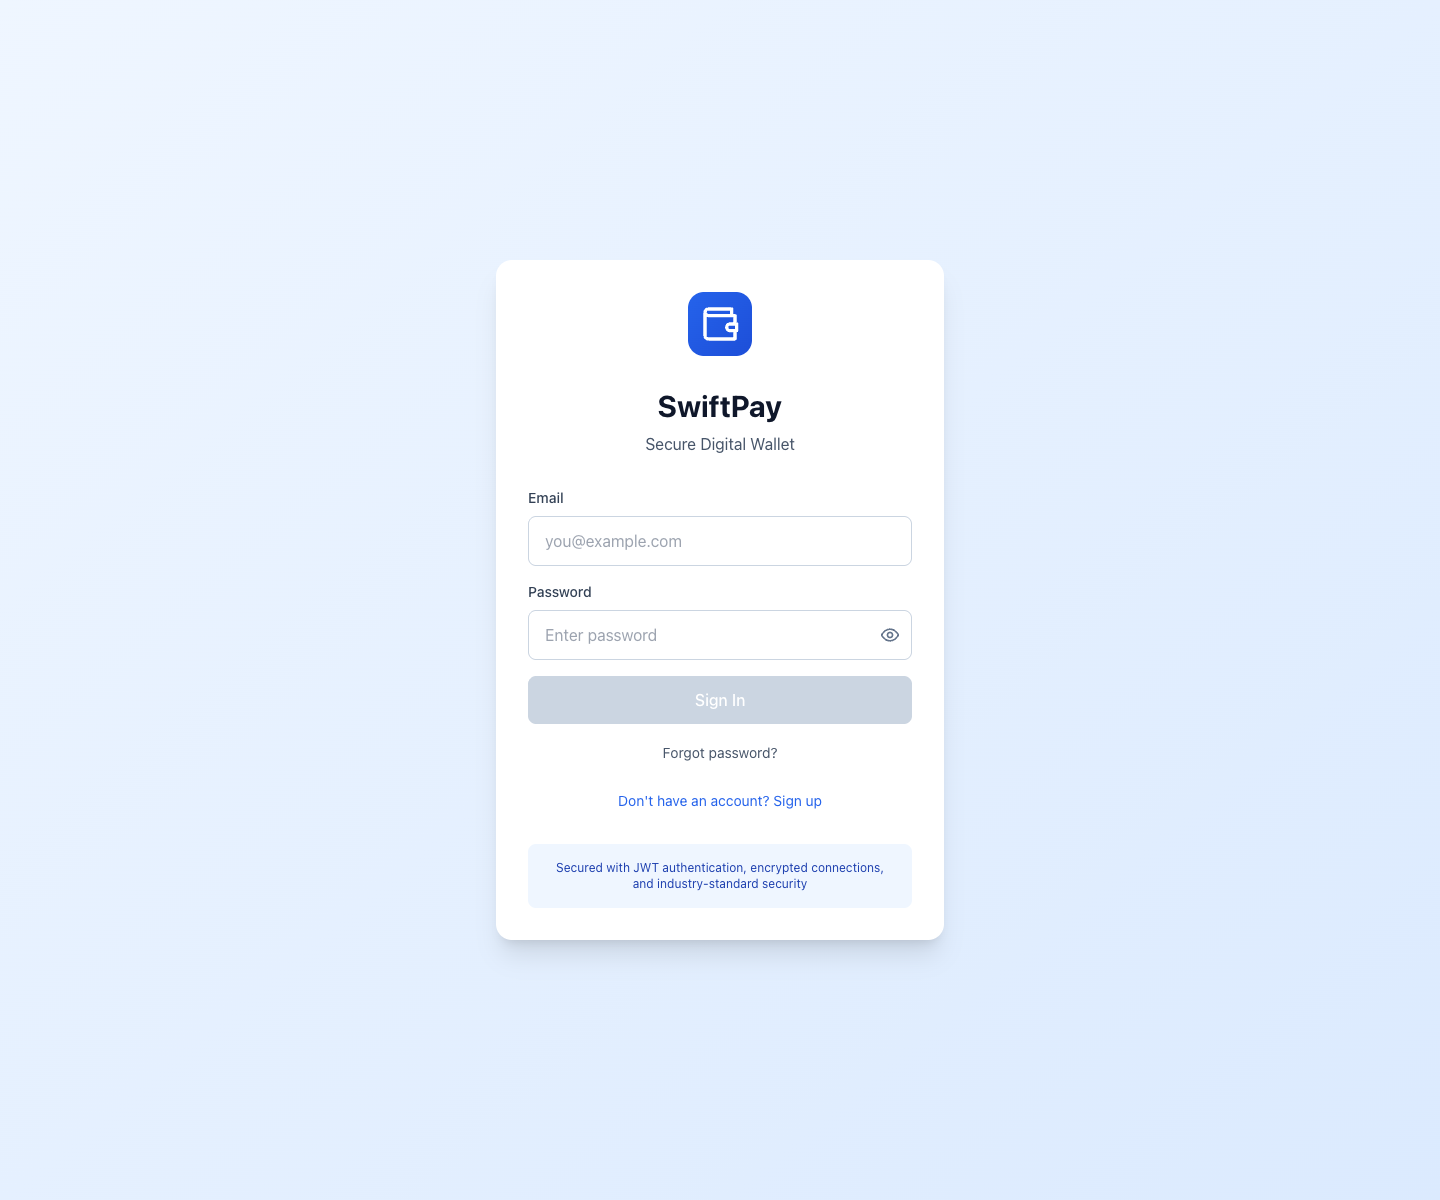 SwiftPay
Secure Digital Wallet
Email
you@example.com
Password
Enter password
Sign In
Forgot password?
Don't have an account? Sign up
Secured with JWT authentication, encrypted connections,
and industry-standard security